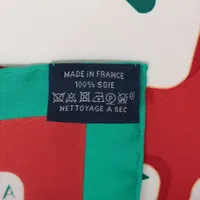 MADE IN FRANCE
100% SOIE
NETTOYAGE A SEC
A